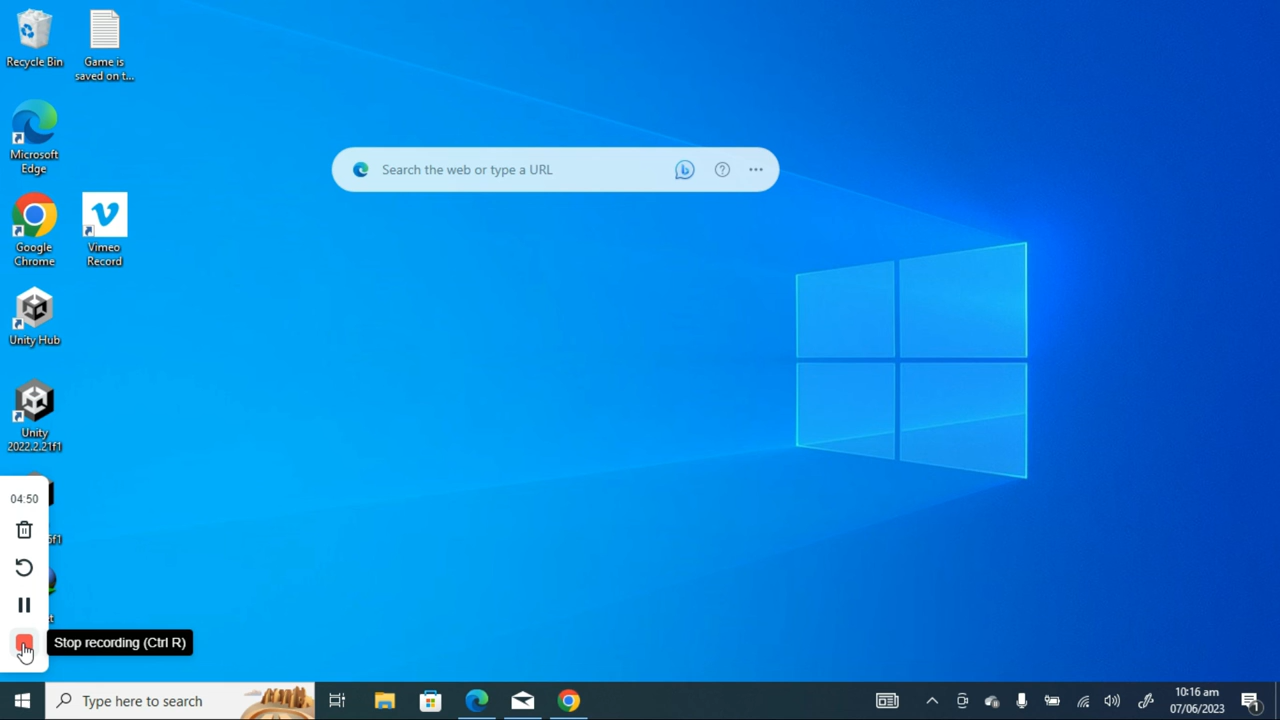 Recycle Bin
Game is
saved on t...
Microsoft
Edge
Search the web or type a URL
Google
Chrome
Vimeo
Record
Unity Hub
Unity
2022.2.21f1
04:50
5f1
Stop recording (Ctrl R)
Type here to search
10:16 am
07/06/2023
1